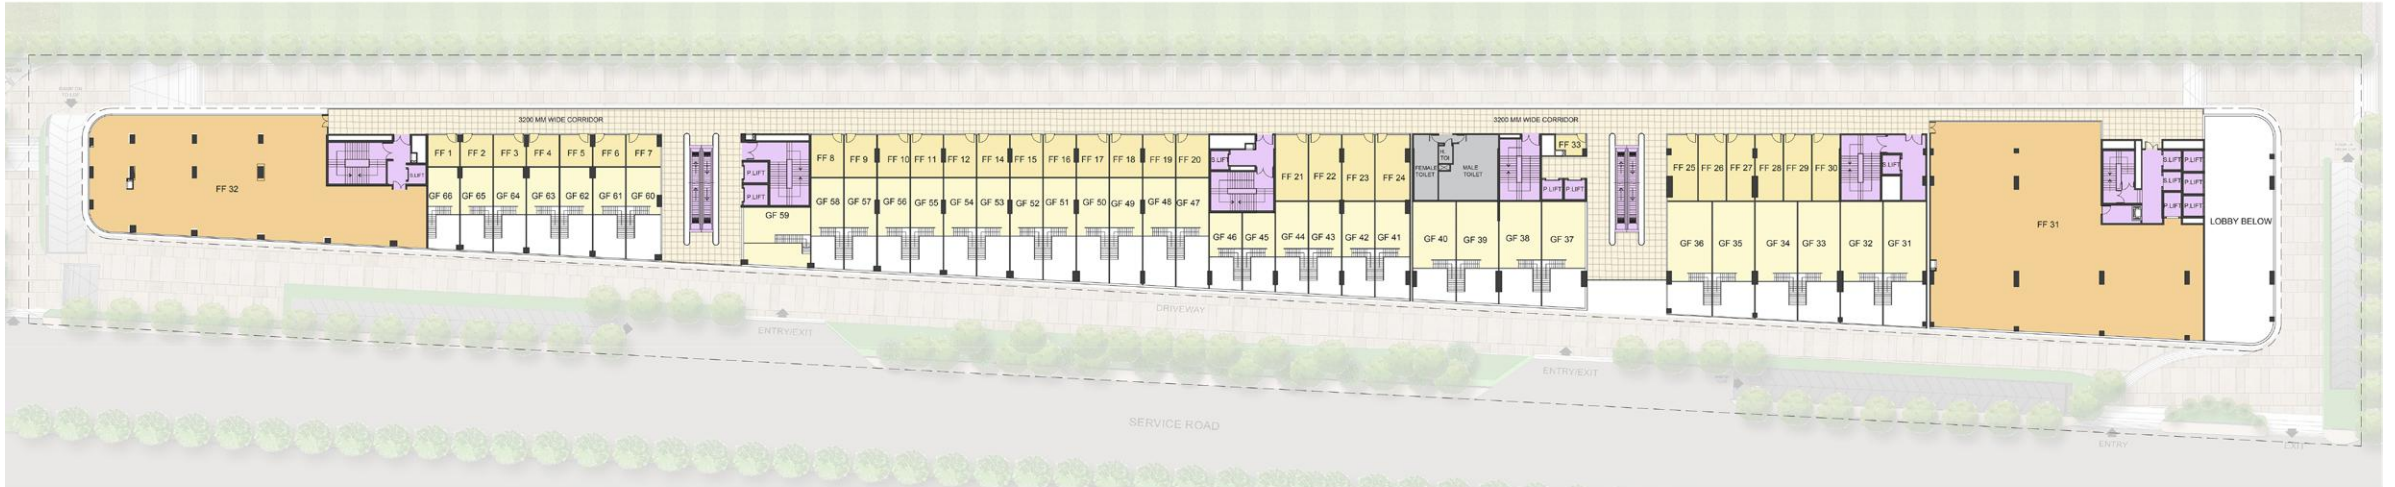 3200 MM WIDE CORRIDOR
3200 MM WIDE CORRIDOR
FF 32
S.LIFT
FF 1
FF 2
FF 3
FF 4
FF 5
FF 6
FF 7
GF 66
GF 65
GF 64
GF 63
GF 62
GF 61
GF 60
P.LIFT
P.LIFT
GF 59
FF 8
FF 9
FF 10
FF 11
FF 12
FF 14
FF 15
FF 16
FF 17
FF 18
FF 19
FF 20
GF 58
GF 57
GF 56
GF 55
GF 54
GF 53
GF 52
GF 51
GF 50
GF 49
GF 48
GF 47
S.LIFT
GF 46
GF 45
FF 21
FF 22
FF 23
FF 24
GF 44
GF 43
GF 42
GF 41
FEMALE
TOILET
H.
TOI
MALE
TOILET
FF 33
P.LIFT
P.LIFT
GF 40
GF 39
GF 38
GF 37
FF 25
FF 26
FF 27
FF 28
FF 29
FF 30
S.LIFT
GF 36
GF 35
GF 34
GF 33
GF 32
GF 31
FF 31
S.LIFT
P.LIFT
S.LIFT
P.LIFT
P.LIFT
P.LIFT
LOBBY BELOW
DRIVEWAY
ENTRY/EXIT
ENTRY/EXIT
SERVICE ROAD
ENTRY
EXIT